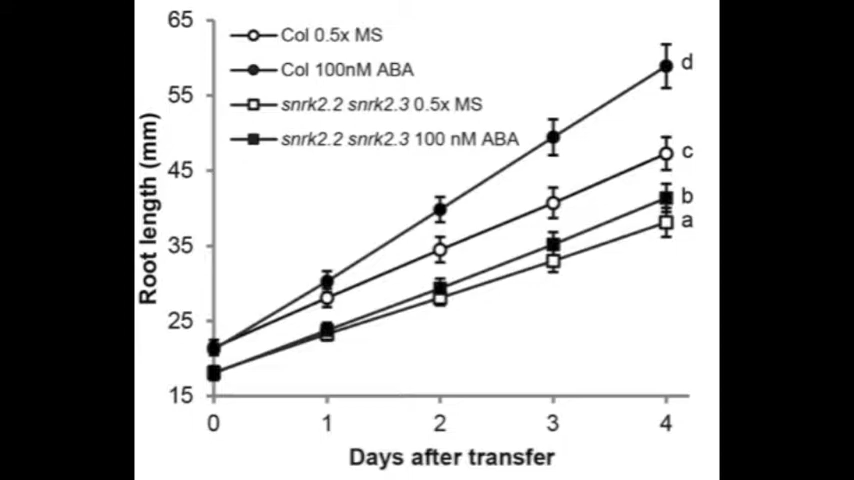 65
55
45
35
25
15
Root length (mm)
Col 0.5x MS
Col 100nM ABA
snrk2.2 snrk2.3 0.5x MS
snrk2.2 snrk2.3 100 nM ABA
d
c
b
a
0 1 2 3 4
Days after transfer